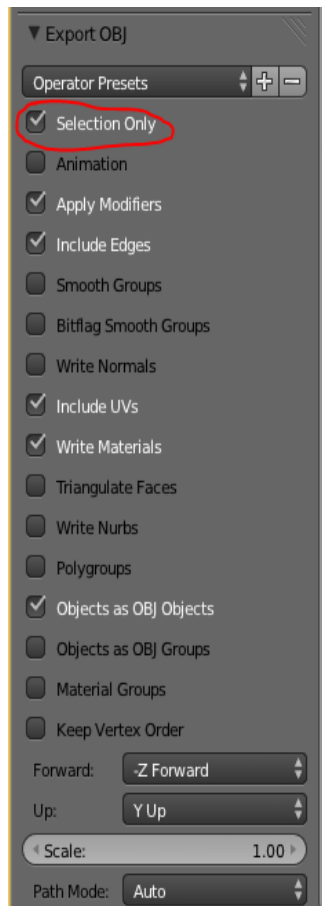 Export OBJ
Operator Presets
Selection Only
Animation
Apply Modifiers
Include Edges
Smooth Groups
Bitflag Smooth Groups
Write Normals
Include UVs
Write Materials
Triangulate Faces
Write Nurbs
Polygroups
Objects as OBJ Objects
Objects as OBJ Groups
Material Groups
Keep Vertex Order
Forward: -Z Forward
Up: Y Up
Scale: 1.00
Path Mode: Auto